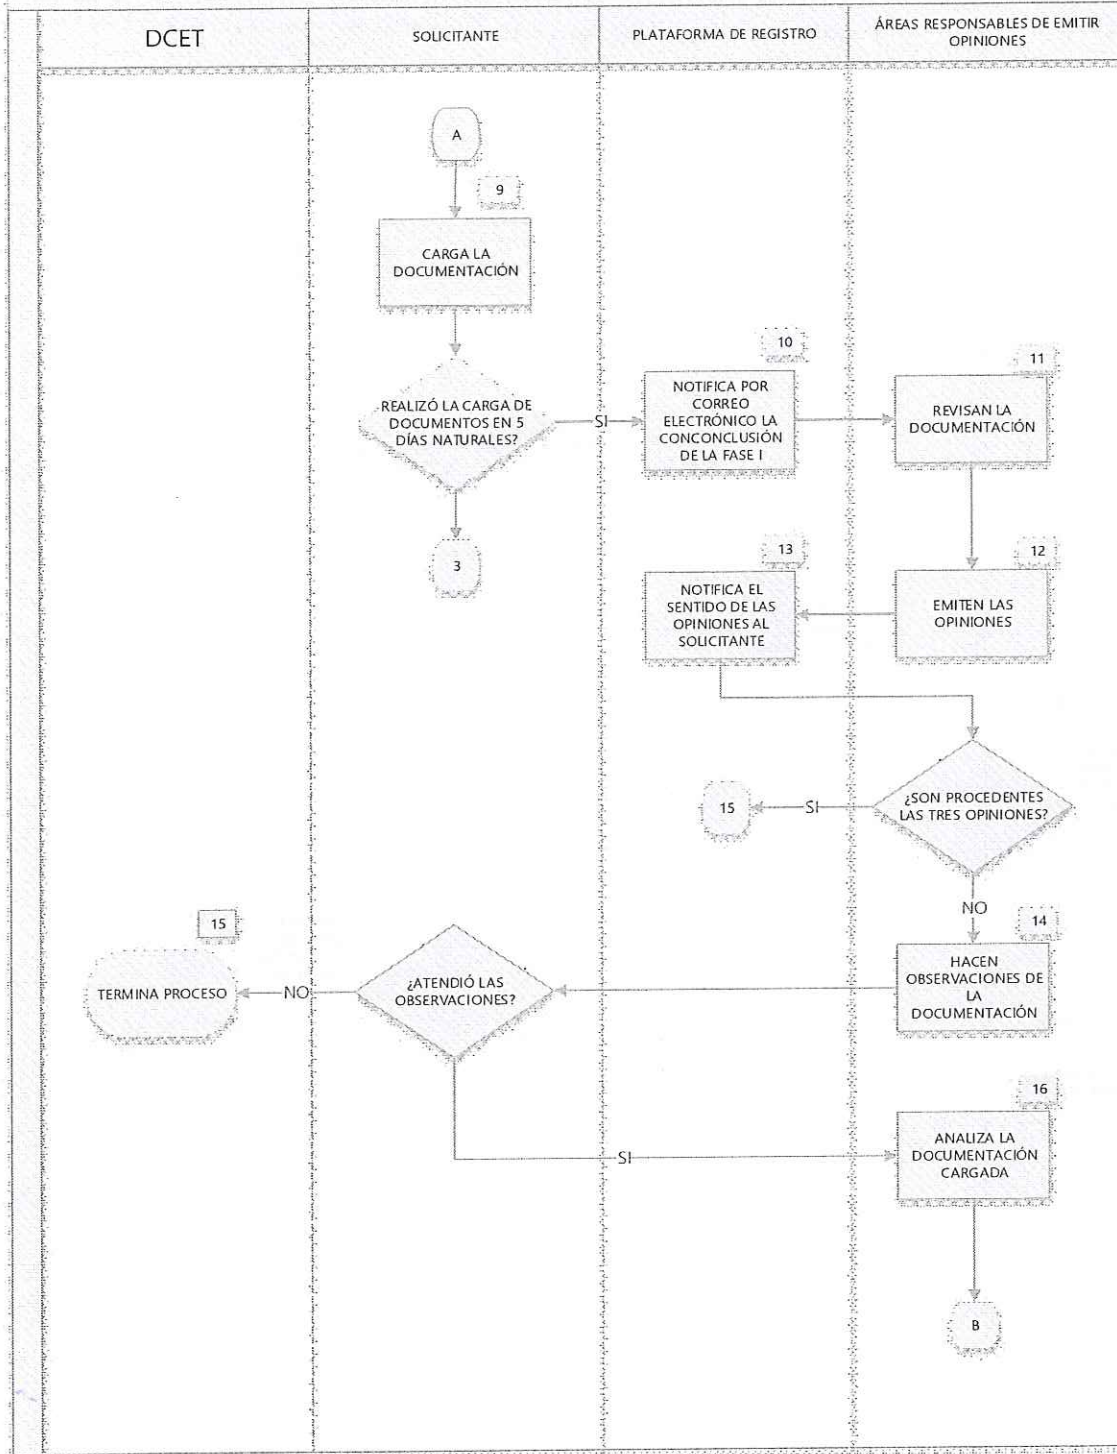 DCET
SOLICITANTE
PLATAFORMA DE REGISTRO
ÁREAS RESPONSABLES DE EMITIR
OPINIONES
A
9
CARGA LA
DOCUMENTACIÓN
REALIZÓ LA CARGA DE
DOCUMENTOS EN 5
DÍAS NATURALES?
SI
3
10
NOTIFICA POR
CORREO
ELECTRÓNICO LA
CONCONCLUSIÓN
DE LA FASE I
11
REVISAN LA
DOCUMENTACIÓN
12
EMITEN LAS
OPINIONES
13
NOTIFICA EL
SENTIDO DE LAS
OPINIONES AL
SOLICITANTE
¿SON PROCEDENTES
LAS TRES OPINIONES?
SI
15
NO
14
HACEN
OBSERVACIONES DE
LA
DOCUMENTACIÓN
¿ATENDIÓ LAS
OBSERVACIONES?
NO
15
TERMINA PROCESO
SI
16
ANALIZA LA
DOCUMENTACIÓN
CARGADA
B